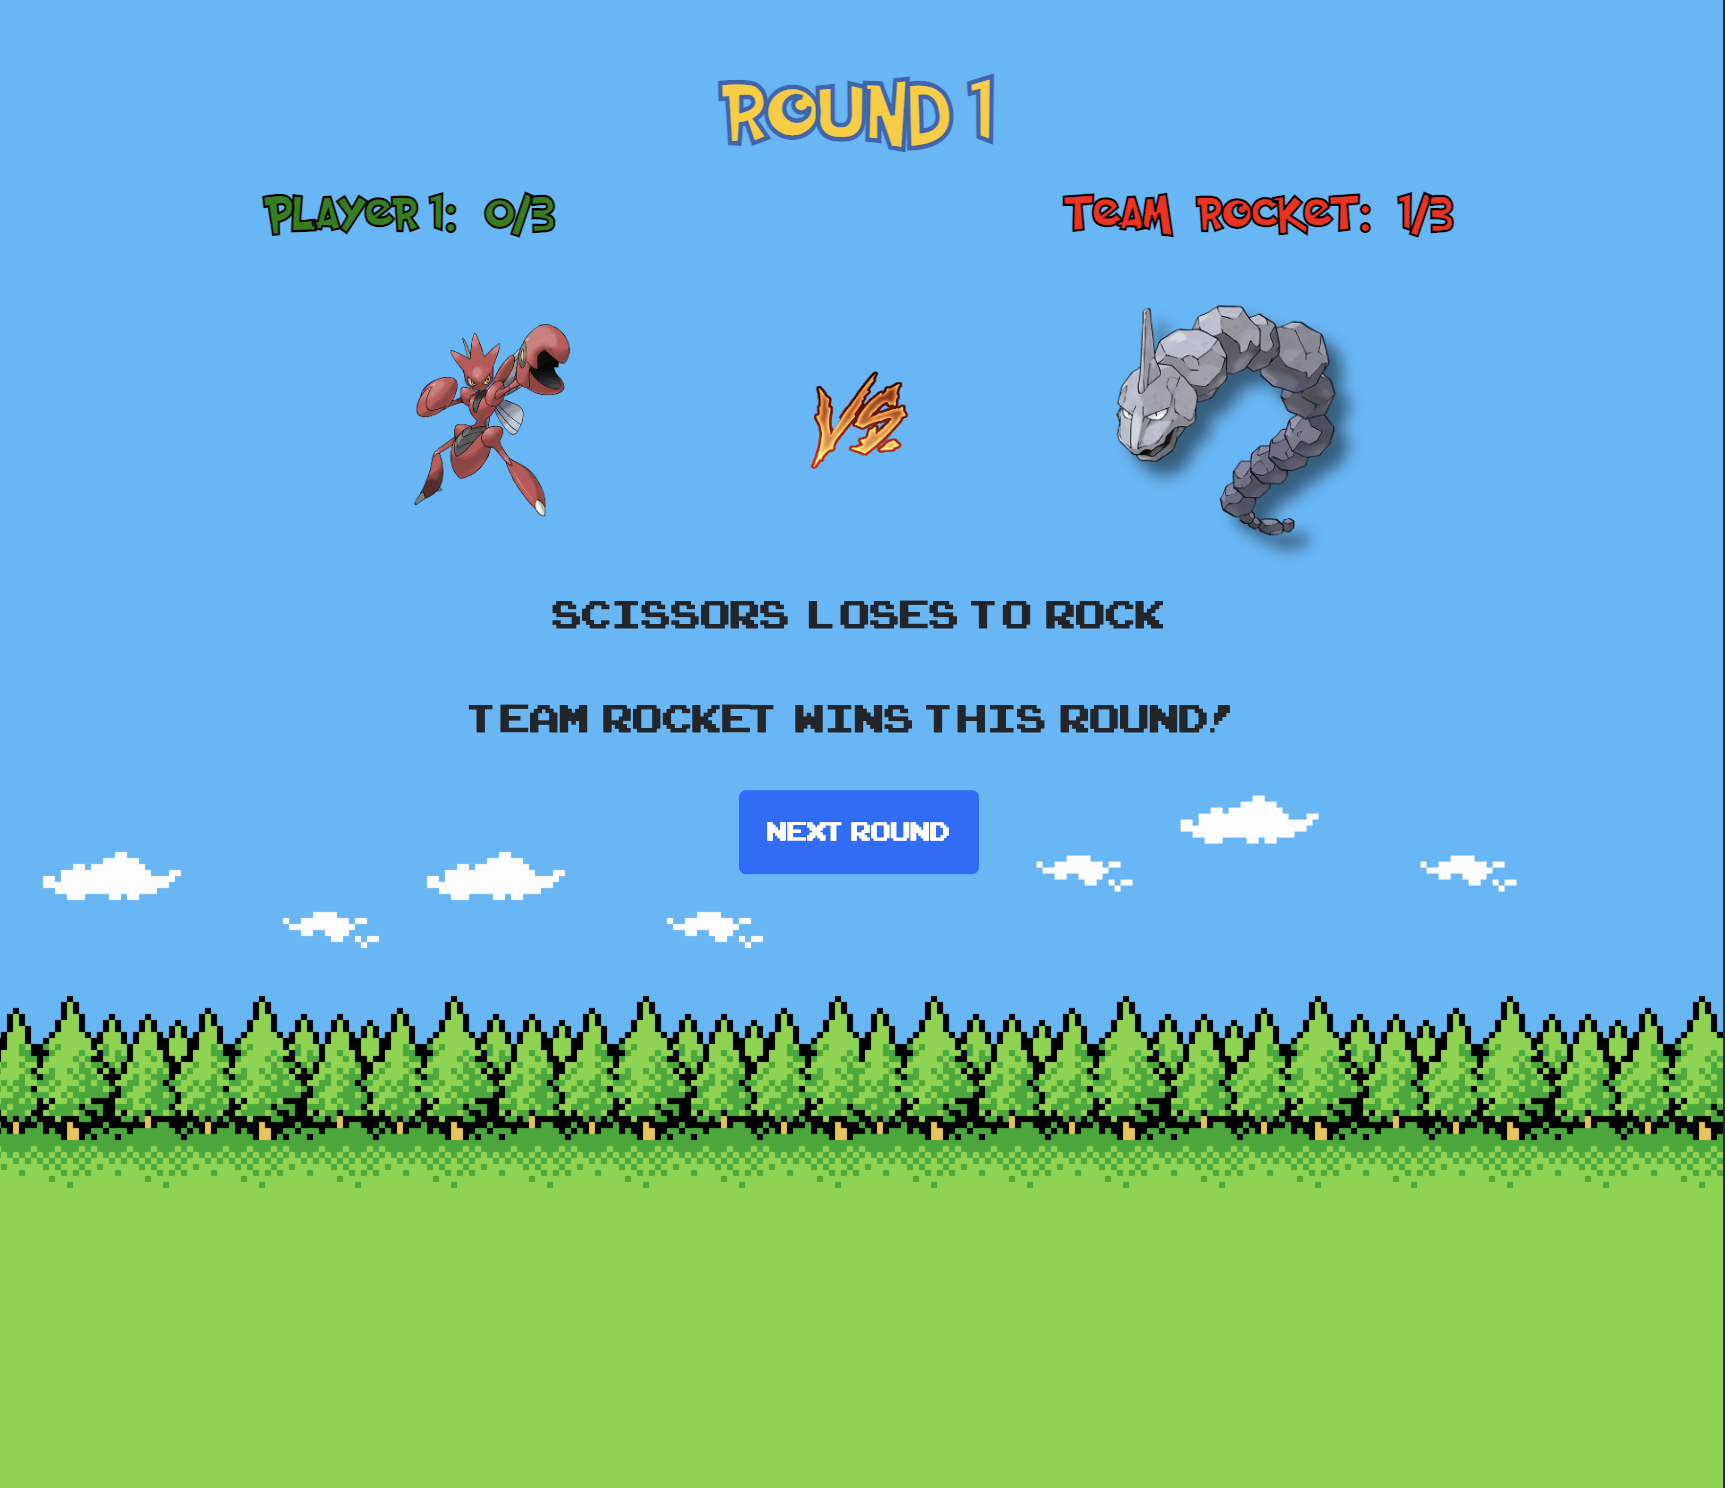 ROUND 1
PLAYER 1: 0/3
TEAM ROCKET: 1/3
VS.
SCISSORS LOSES TO ROCK
TEAM ROCKET WINS THIS ROUND!
NEXT ROUND